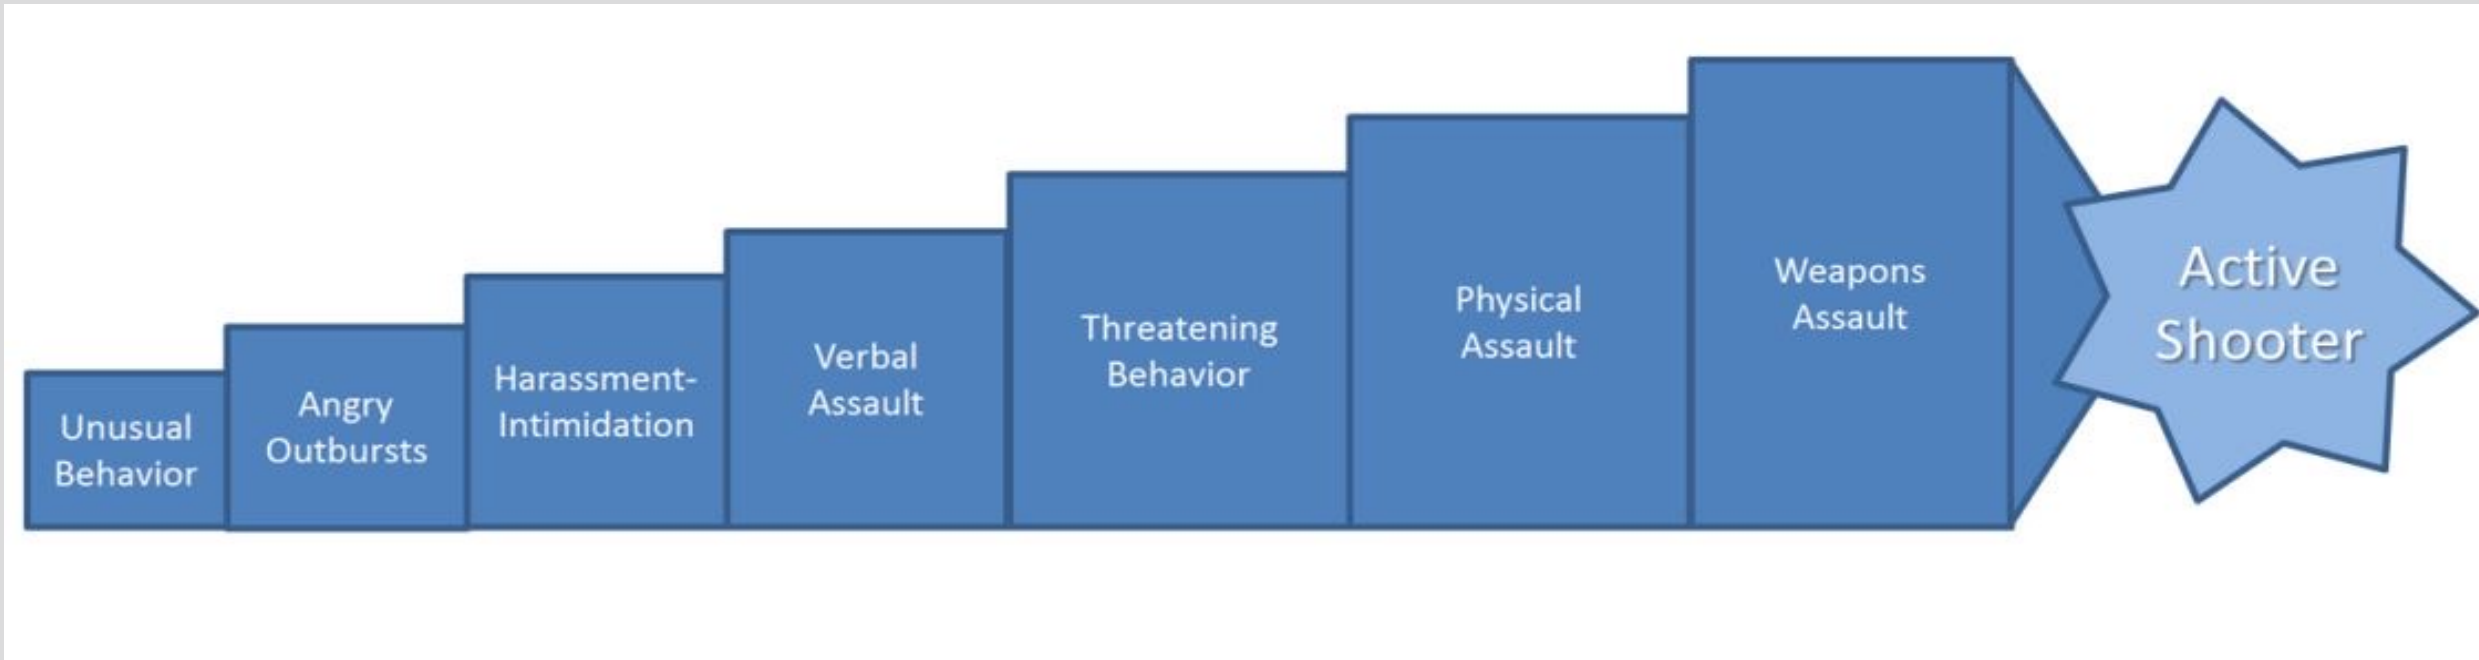 Unusual
Behavior
Angry
Outbursts
Harassment-
Intimidation
Verbal
Assault
Threatening
Behavior
Physical
Assault
Weapons
Assault
Active
Shooter